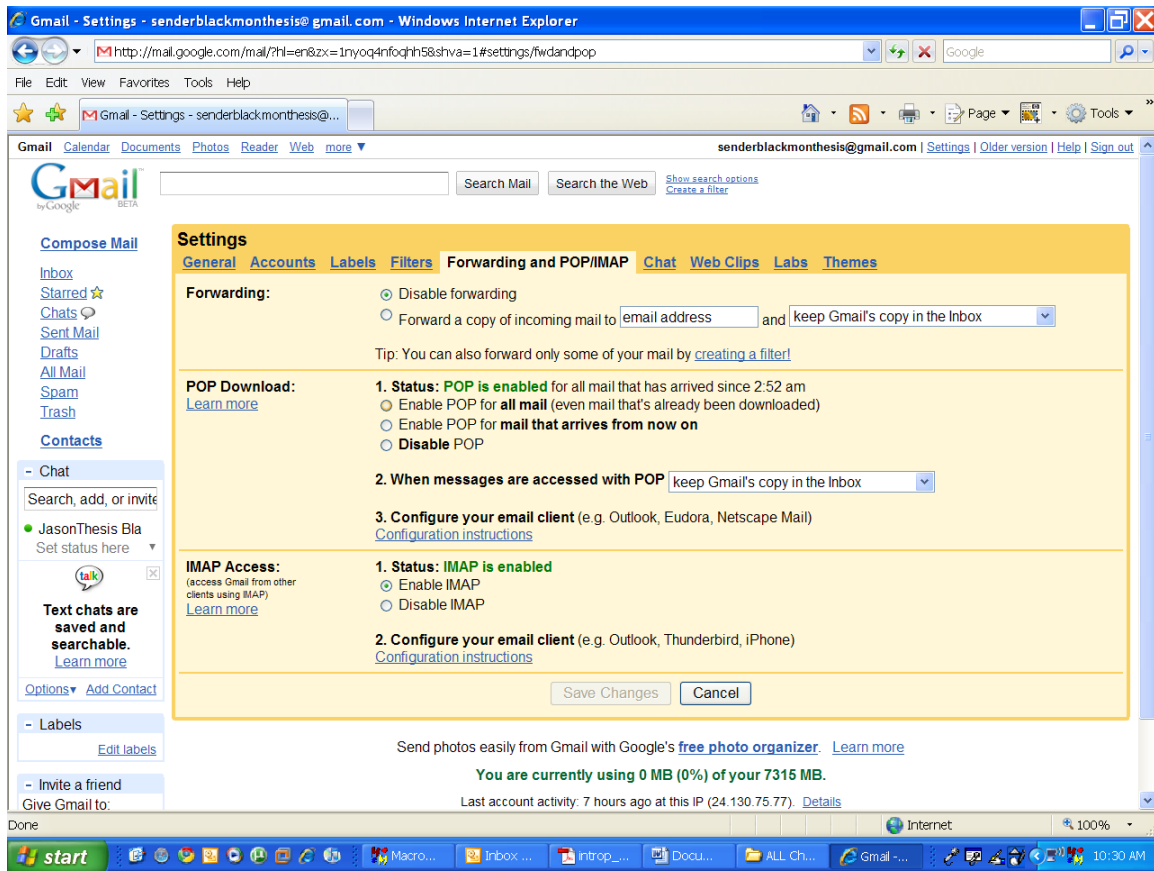 Gmail - Settings - senderblackmonthesis@gmail.com - Windows Internet Explorer
http://mail.google.com/mail/?hl=en&zx=1nyoq4nfoqhh5&shva=1#settings/fwdandpop
Google
File Edit View Favorites Tools Help
Gmail - Settings - senderblackmonthesis@...
Page Tools »
Gmail Calendar Documents Photos Reader Web more ▼ senderblackmonthesis@gmail.com | Settings | Older version | Help | Sign out
Gmail by Google BETA
Search Mail Search the Web Show search options
Create a filter
Compose Mail
Inbox
Starred
Chats
Sent Mail
Drafts
All Mail
Spam
Trash
Contacts
- Chat
Search, add, or invite
JasonThesis Bla
Set status here
talk
Text chats are
saved and
searchable.
Learn more
Options▾ Add Contact
- Labels
Edit labels
- Invite a friend
Give Gmail to:
Settings
General Accounts Labels Filters Forwarding and POP/IMAP Chat Web Clips Labs Themes
Forwarding: Disable forwarding
Forward a copy of incoming mail to email address and keep Gmail's copy in the Inbox
Tip: You can also forward only some of your mail by creating a filter!
POP Download: 1. Status: POP is enabled for all mail that has arrived since 2:52 am
Learn more Enable POP for all mail (even mail that's already been downloaded)
Enable POP for mail that arrives from now on
Disable POP
2. When messages are accessed with POP keep Gmail's copy in the Inbox
3. Configure your email client (e.g. Outlook, Eudora, Netscape Mail)
Configuration instructions
IMAP Access: 1. Status: IMAP is enabled
(access Gmail from other
clients using IMAP)
Enable IMAP
Learn more Disable IMAP
2. Configure your email client (e.g. Outlook, Thunderbird, iPhone)
Configuration instructions
Save Changes Cancel
Send photos easily from Gmail with Google's free photo organizer. Learn more
You are currently using 0 MB (0%) of your 7315 MB.
Last account activity: 7 hours ago at this IP (24.130.75.77). Details
Done Internet 100%
start Macro... Inbox ... introp_... Docu... ALL Ch... Gmail -... 10:30 AM